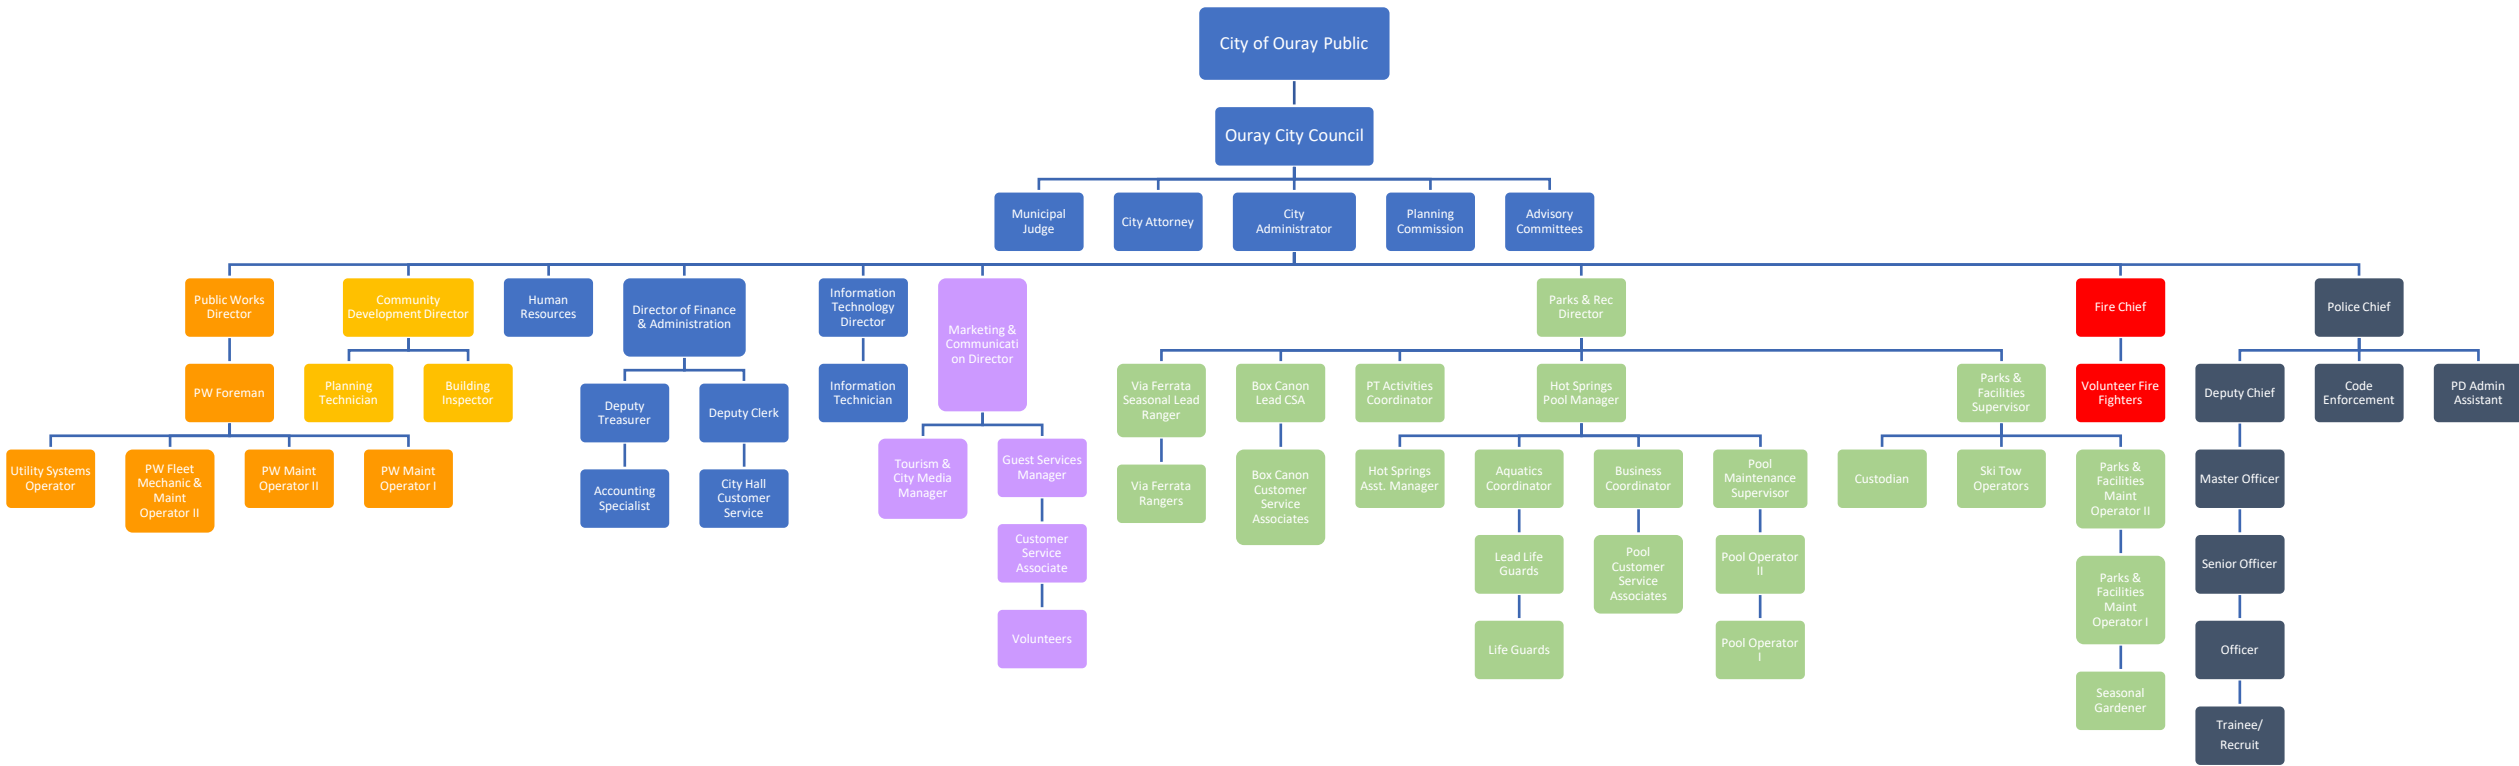 City of Ouray Public
Ouray City Council
Municipal
Judge
City Attorney
City
Administrator
Planning
Commission
Advisory
Committees
Public Works
Director
Community
Development Director
Human
Resources
Director of Finance
& Administration
Information
Technology
Director
Marketing &
Communicati
on Director
Parks & Rec
Director
Fire Chief
Police Chief
PW Foreman
Planning
Technician
Building
Inspector
Deputy
Treasurer
Deputy Clerk
Information
Technician
Via Ferrata
Seasonal Lead
Ranger
Box Canon
Lead CSA
PT Activities
Coordinator
Hot Springs
Pool Manager
Parks &
Facilities
Supervisor
Volunteer Fire
Fighters
Deputy Chief
Code
Enforcement
PD Admin
Assistant
Utility Systems
Operator
PW Fleet
Mechanic &
Maint
Operator II
PW Maint
Operator II
PW Maint
Operator I
Accounting
Specialist
City Hall
Customer
Service
Tourism &
City Media
Manager
Guest Services
Manager
Via Ferrata
Rangers
Box Canon
Customer
Service
Associates
Hot Springs
Asst. Manager
Aquatics
Coordinator
Business
Coordinator
Pool
Maintenance
Supervisor
Custodian
Ski Tow
Operators
Parks &
Facilities
Maint
Operator II
Master Officer
Customer
Service
Associate
Lead Life
Guards
Pool
Customer
Service
Associates
Pool Operator
II
Parks &
Facilities
Maint
Operator I
Senior Officer
Volunteers
Life Guards
Pool Operator
I
Officer
Seasonal
Gardener
Trainee/
Recruit